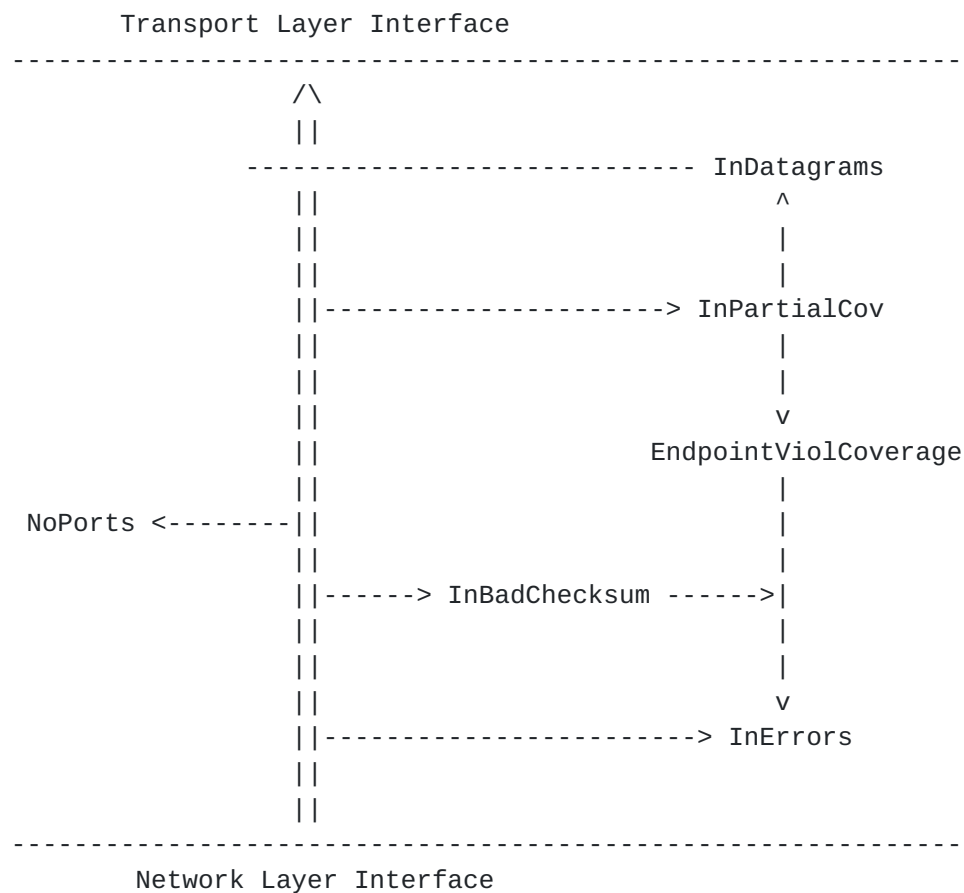 Transport Layer Interface
InDatagrams
InPartialCov
EndpointViolCoverage
NoPorts
InBadChecksum
InErrors
Network Layer Interface